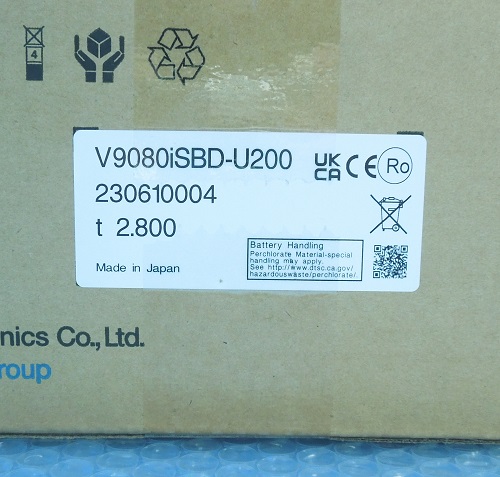 4
V9080iSBD-U200
UK
CA
CE
Ro
230610004
t 2.800
Battery Handling
Perchlorate Material-special
handling may apply.
See http://www.dtsc.ca.gov/
hazardouswaste/perchlorate/.
Made in Japan
nics Co., Ltd.
roup